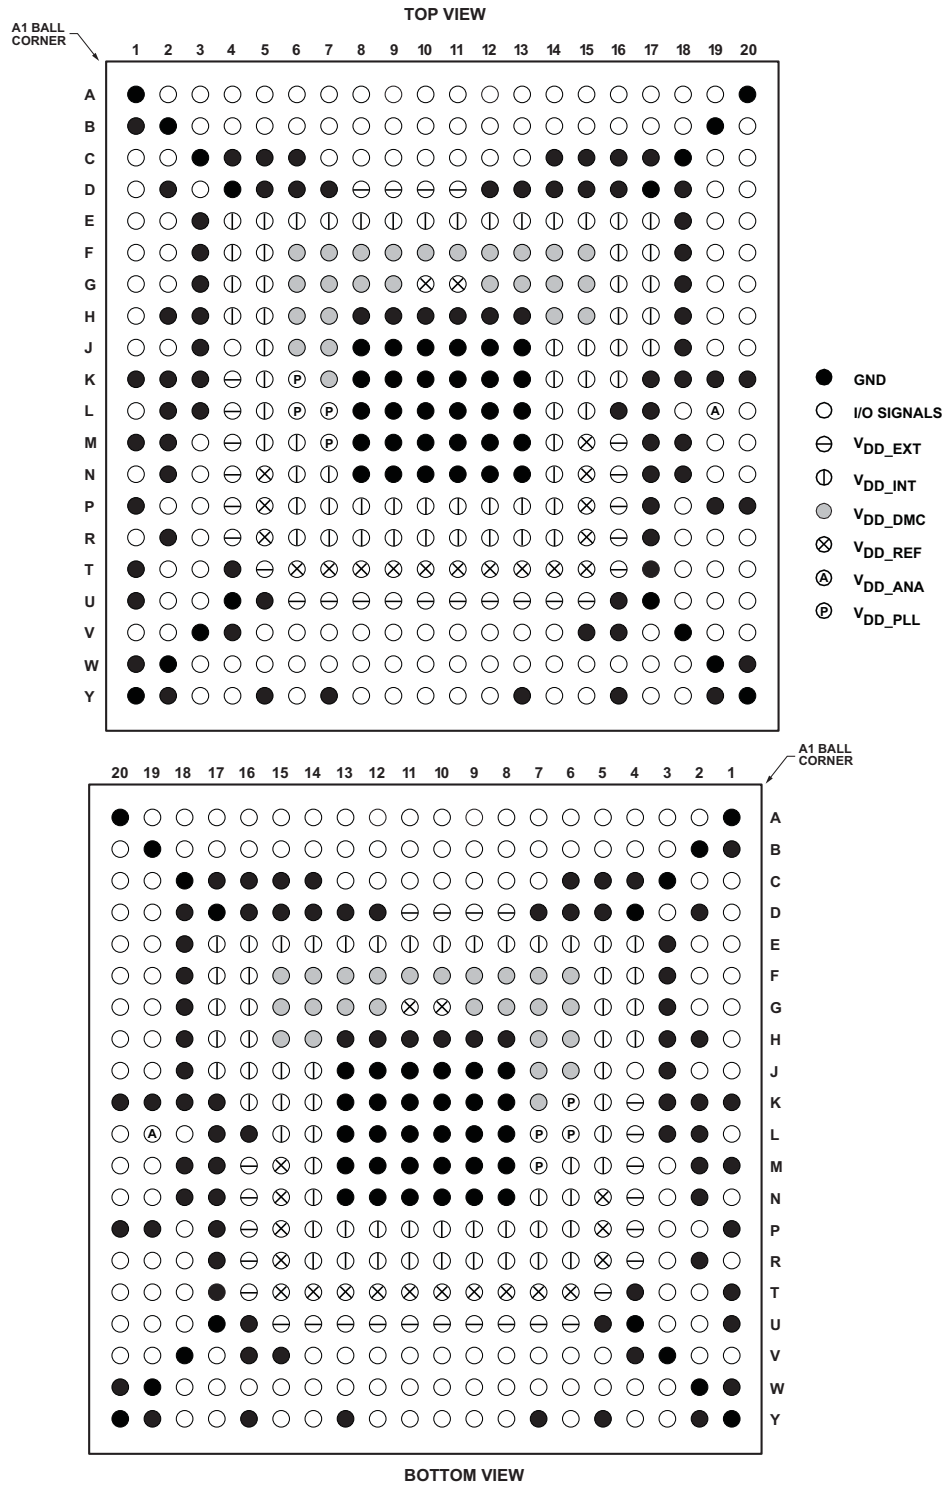 TOP VIEW
A1 BALL
CORNER
1 2 3 4 5 6 7 8 9 10 11 12 13 14 15 16 17 18 19 20
A
B
C
D
E
F
G
H
J
K P
L P P A
M P
N
P
R
T
U
V
W
Y
GND
I/O SIGNALS
VDD_EXT
VDD_INT
VDD_DMC
VDD_REF
A VDD_ANA
P VDD_PLL
A1 BALL
CORNER
20 19 18 17 16 15 14 13 12 11 10 9 8 7 6 5 4 3 2 1
A
B
C
D
E
F
G
H
J
P K
A P P L
P M
N
P
R
T
U
V
W
Y
BOTTOM VIEW